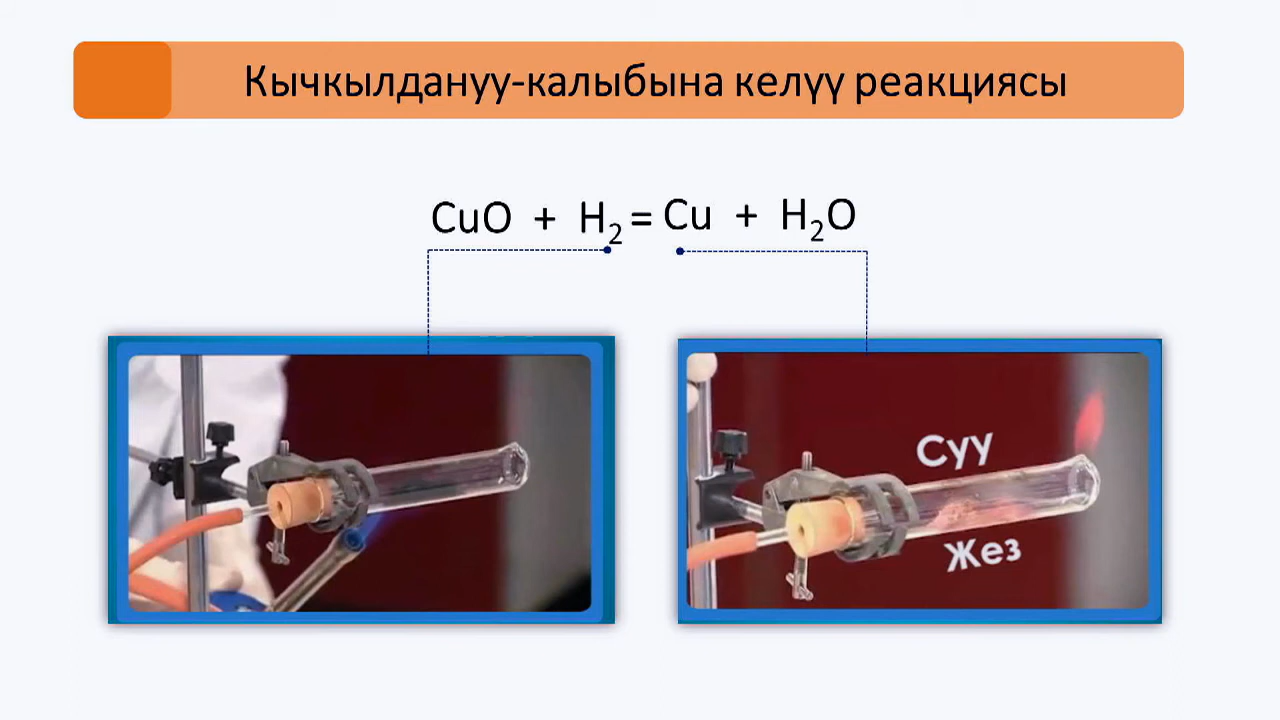 Кычкылдануу-калыбына келүү реакциясы
CuO + H₂ = Cu + H₂O
Суу
Жез